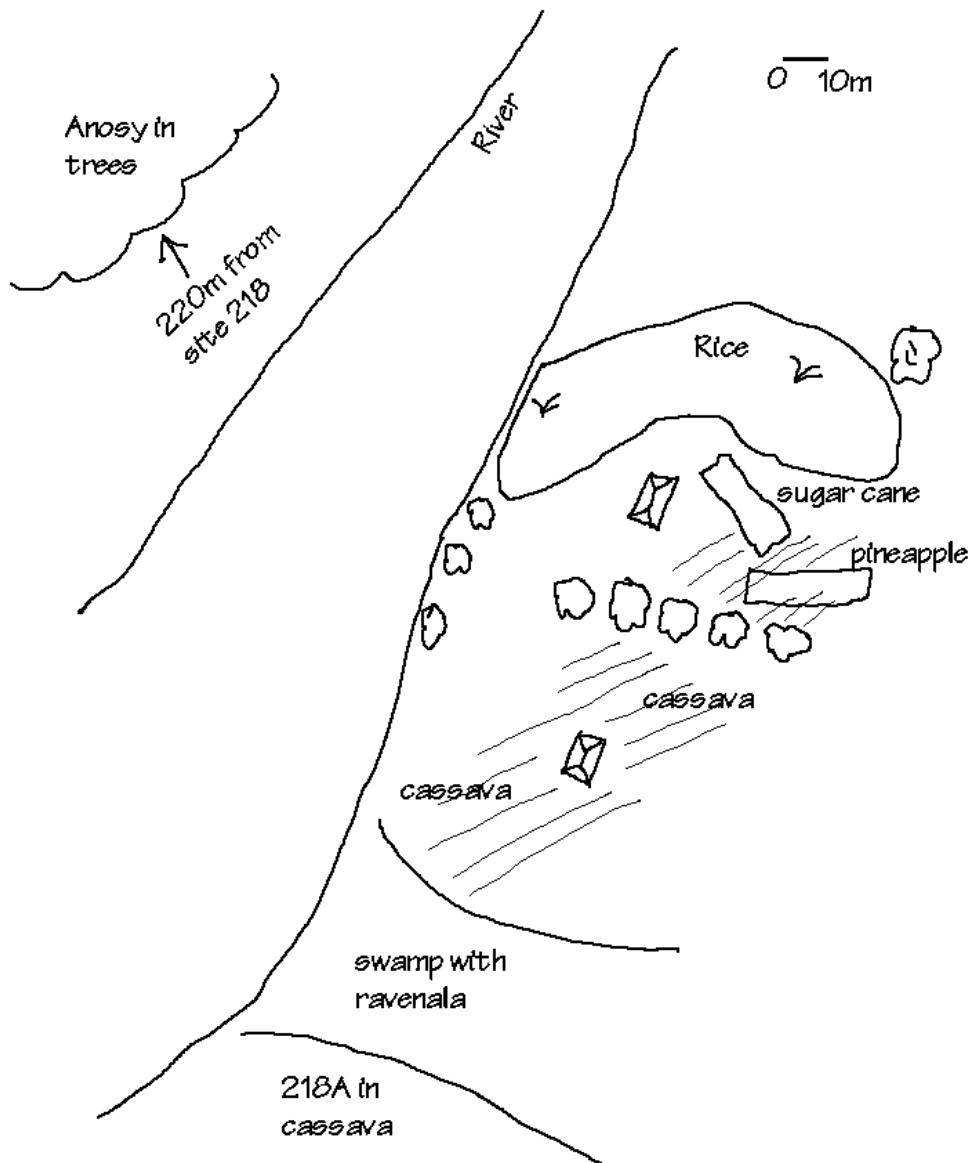 0 10m
River
Anosy in
trees
220m from
site 218
Rice
sugar cane
pineapple
cassava
cassava
swamp with
ravenala
218A in
cassava